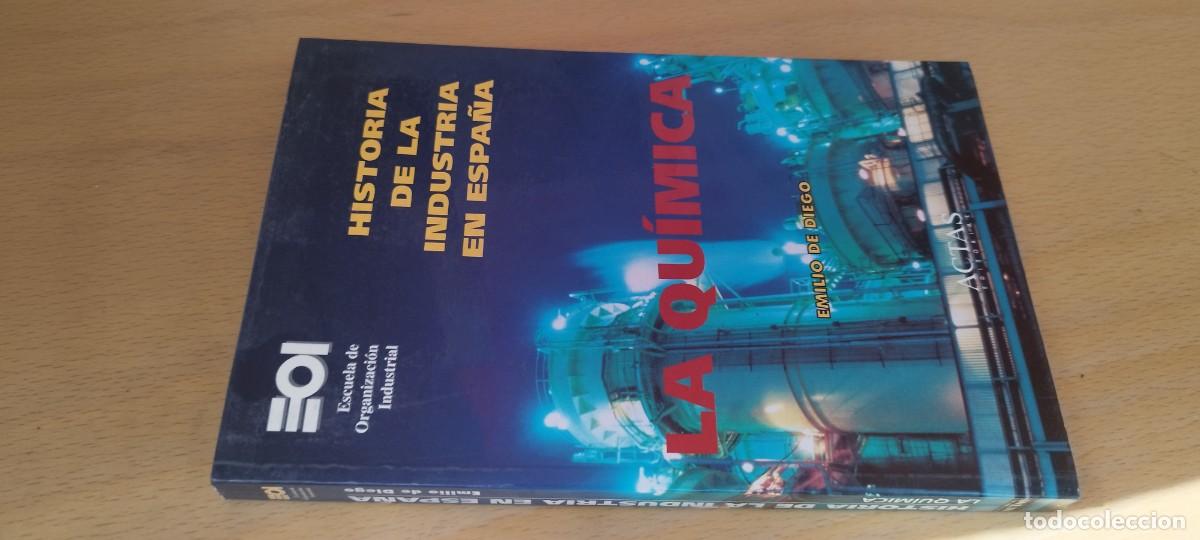 EOI
Escuela de
Organización
Industrial
HISTORIA
DE LA
INDUSTRIA
EN ESPAÑA
LA QUÍMICA
EMILIO DE DIEGO
ACTAS
EOI
Emilio de Diego
HISTORIA DE LA INDUSTRIA EN ESPAÑA
LA QUÍMICA
todocoleccion